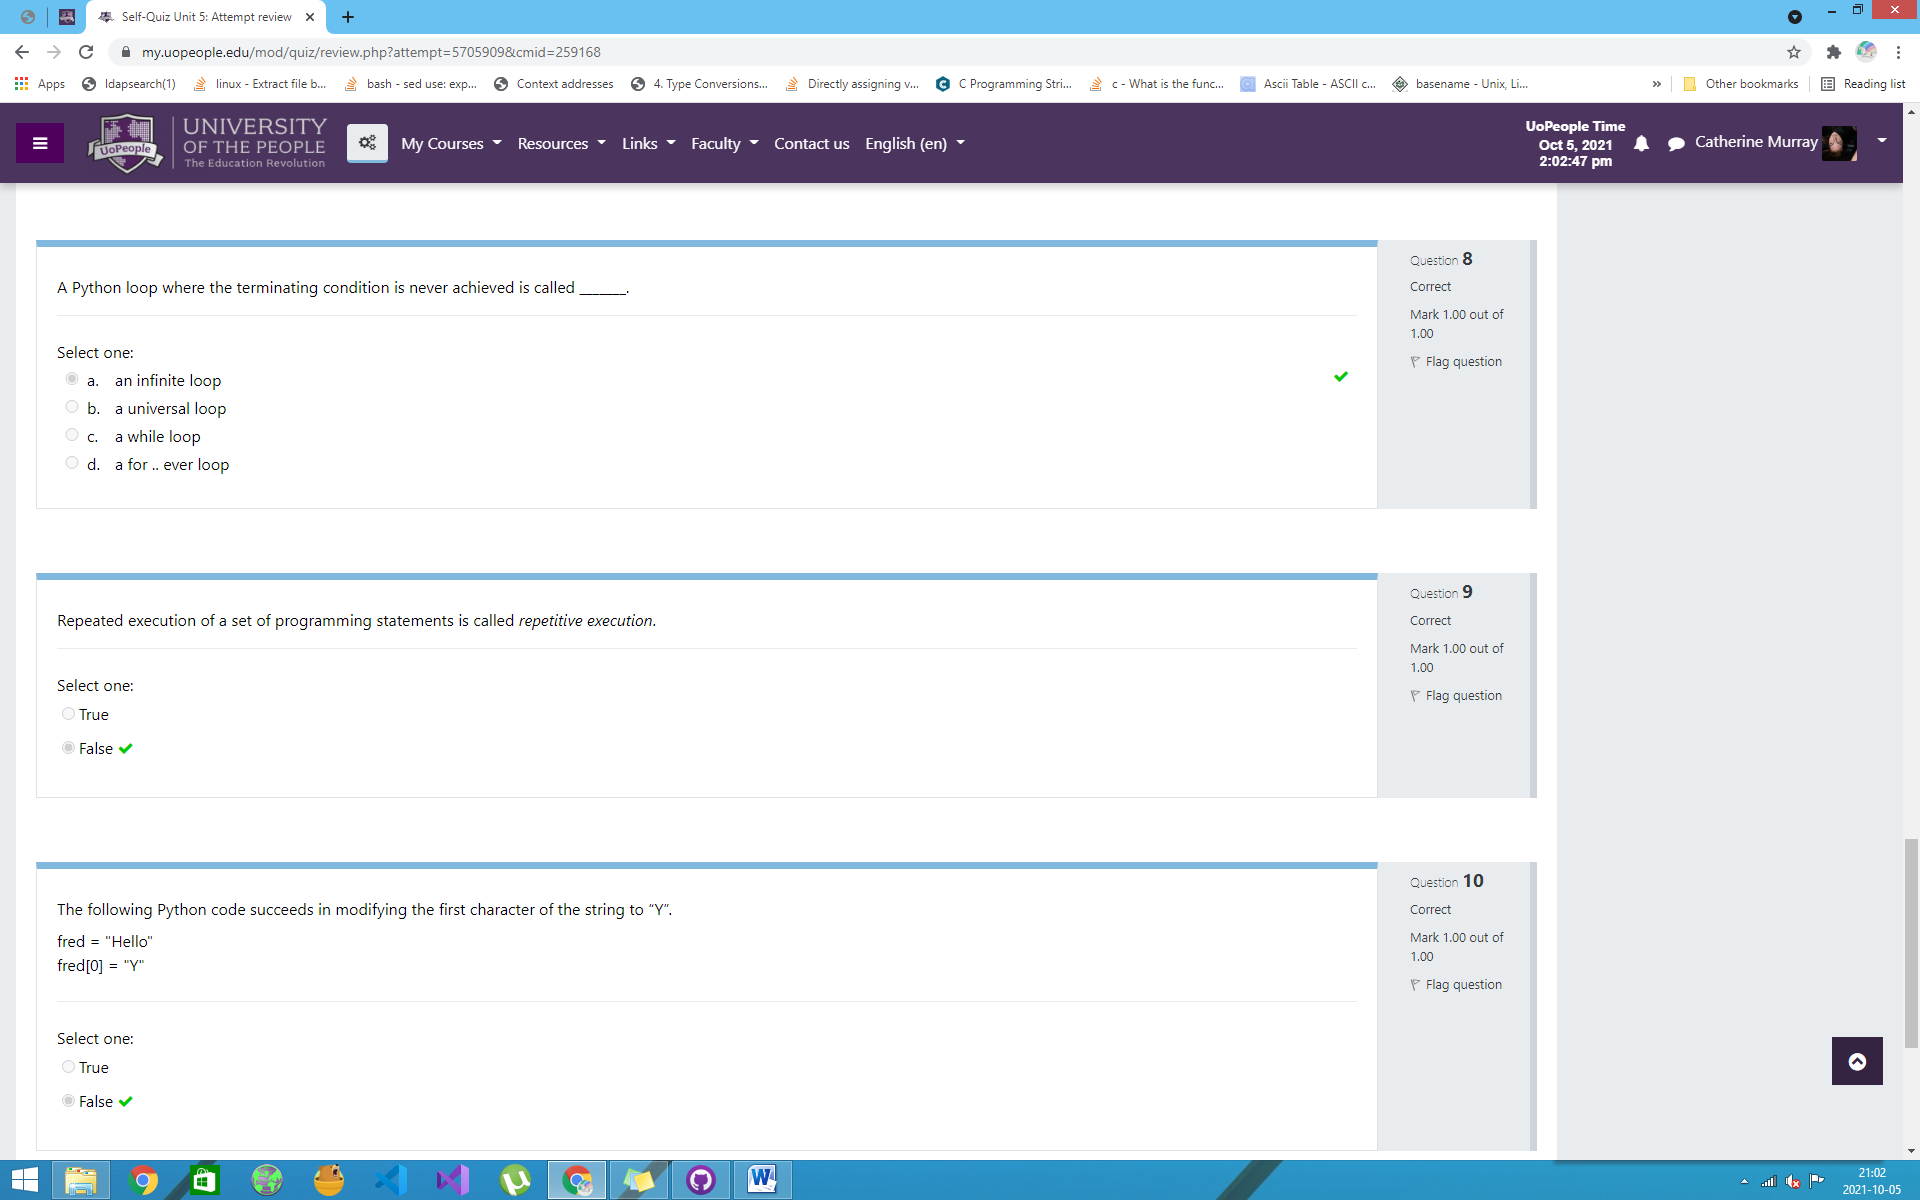 Self-Quiz Unit 5: Attempt review
my.uopeople.edu/mod/quiz/review.php?attempt=5705909&cmid=259168
Apps ldapsearch(1) linux - Extract file b... bash - sed use: exp... Context addresses 4. Type Conversions... Directly assigning v... C Programming Stri... c - What is the func... Ascii Table - ASCII c... basename - Unix, Li... » Other bookmarks Reading list
UoPeople
UNIVERSITY
OF THE PEOPLE
The Education Revolution
My Courses Resources Links Faculty Contact us English (en)
UoPeople Time
Oct 5, 2021
2:02:47 pm
Catherine Murray
A Python loop where the terminating condition is never achieved is called _______.
Select one:
a. an infinite loop
b. a universal loop
c. a while loop
d. a for .. ever loop
Question 8
Correct
Mark 1.00 out of
1.00
Flag question
Repeated execution of a set of programming statements is called repetitive execution.
Select one:
True
False
Question 9
Correct
Mark 1.00 out of
1.00
Flag question
The following Python code succeeds in modifying the first character of the string to “Y”.
fred = "Hello"
fred[0] = "Y"
Select one:
True
False
Question 10
Correct
Mark 1.00 out of
1.00
Flag question
21:02
2021-10-05